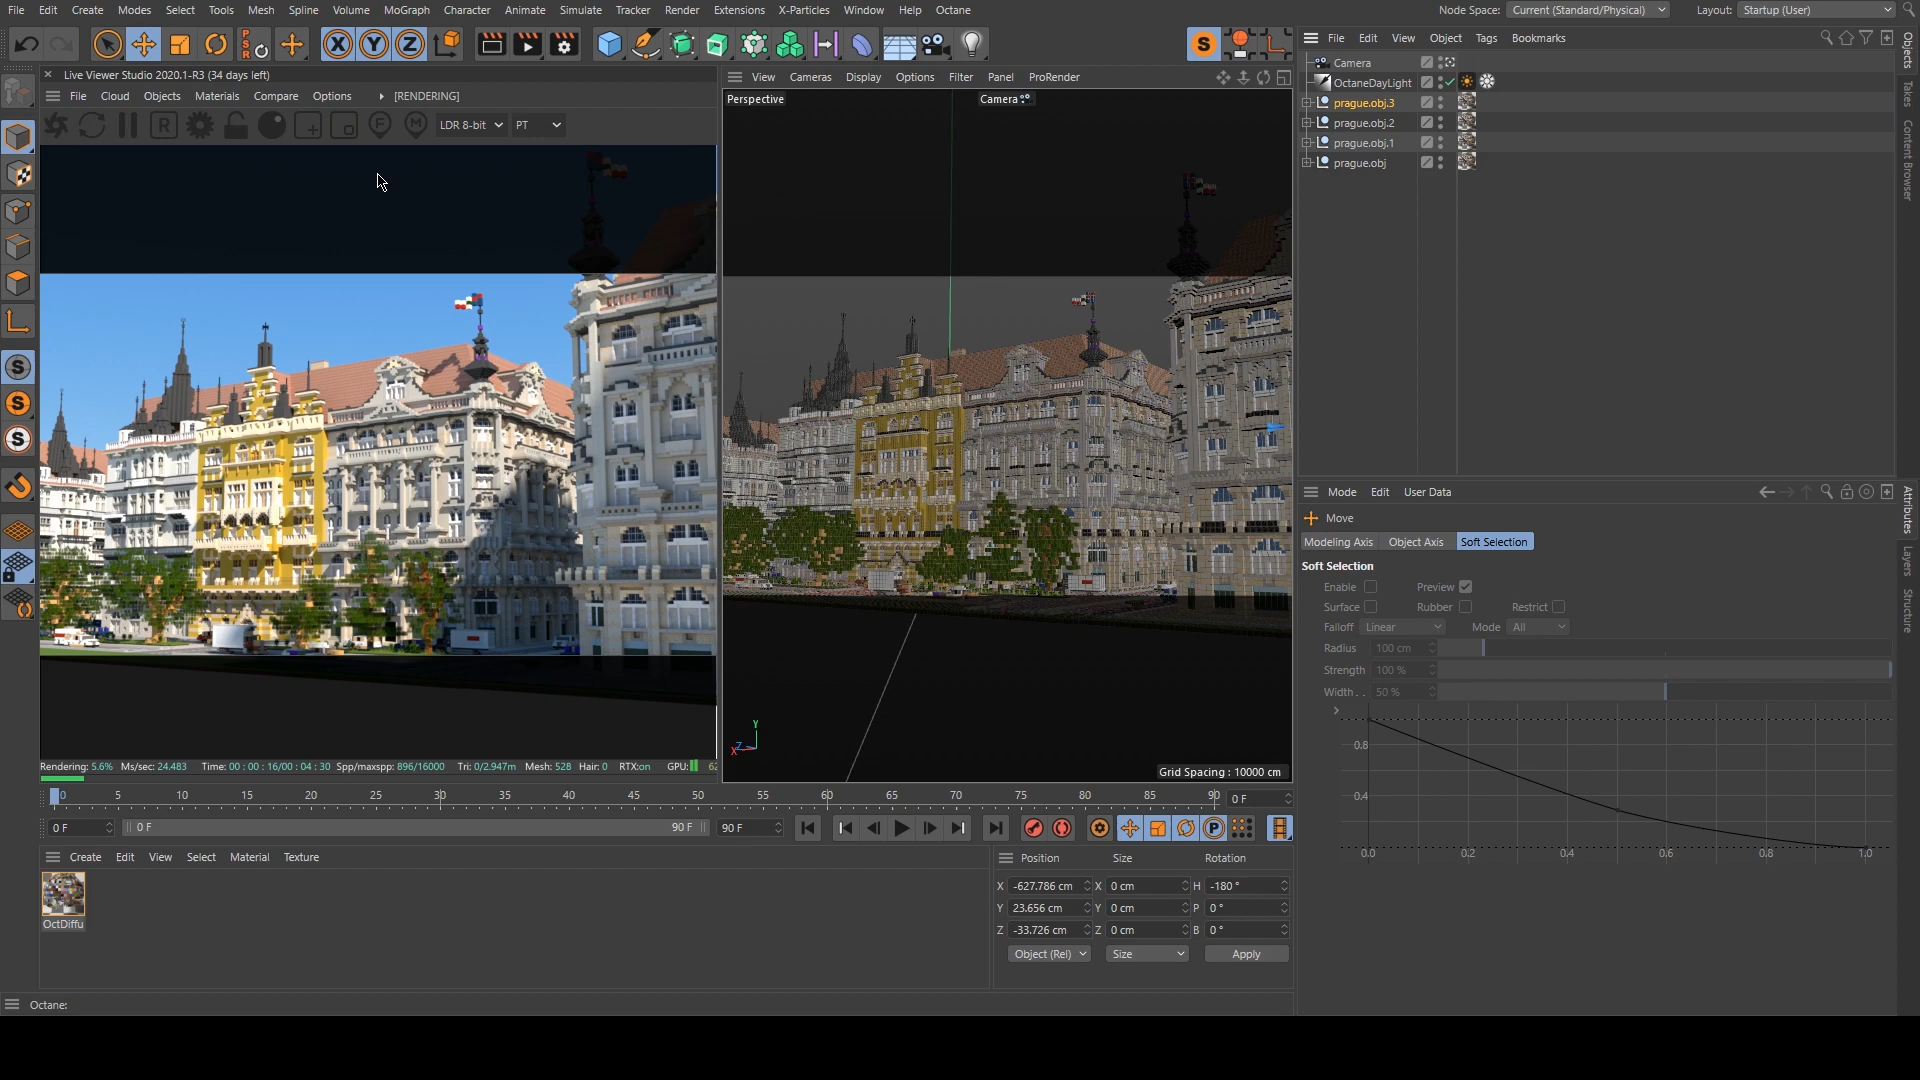 File Edit Create Modes Select Tools Mesh Spline Volume MoGraph Character Animate Simulate Tracker Render Extensions X-Particles Window Help Octane
Node Space: Current (Standard/Physical) Layout: Startup (User)
PSR X Y Z
Live Viewer Studio 2020.1-R3 (34 days left)
File Cloud Objects Materials Compare Options [RENDERING]
LDR 8-bit PT
View Cameras Display Options Filter Panel ProRender
Perspective
Camera
Grid Spacing : 10000 cm
Rendering: 5.6% Ms/sec: 24.483 Time: 00 : 00 : 16/00 : 04 : 30 Spp/maxspp: 896/16000 Tri: 0/2.947m Mesh: 528 Hair: 0 RTX:on GPU:
File Edit View Object Tags Bookmarks
Camera
OctaneDayLight
prague.obj.3
prague.obj.2
prague.obj.1
prague.obj
Objects
Takes
Content Browser
Mode Edit User Data
Move
Modeling Axis Object Axis Soft Selection
Soft Selection
Enable Preview
Surface Rubber Restrict
Falloff Linear Mode All
Radius 100 cm
Strength 100 %
Width . . 50 %
0.8
0.4
0.0 0.2 0.4 0.6 0.8 1.0
Attributes
Layers
Structure
0 5 10 15 20 25 30 35 40 45 50 55 60 65 70 75 80 85 90 0 F
0 F 0 F 90 F 90 F
Create Edit View Select Material Texture
OctDiffu
Position Size Rotation
X -627.786 cm X 0 cm H -180 °
Y 23.656 cm Y 0 cm P 0 °
Z -33.726 cm Z 0 cm B 0 °
Object (Rel) Size Apply
Octane: